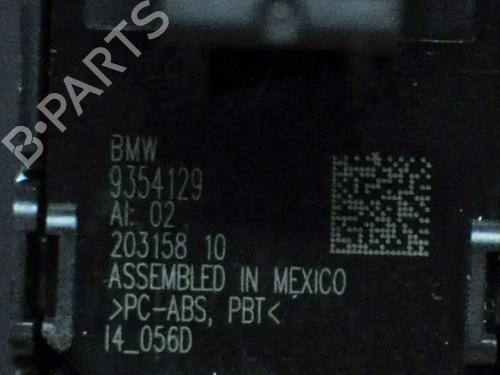 B-PARTS
BMW
9354129
AI: 02
203158 10
ASSEMBLED IN MEXICO
>PC-ABS, PBT<
I4_056D